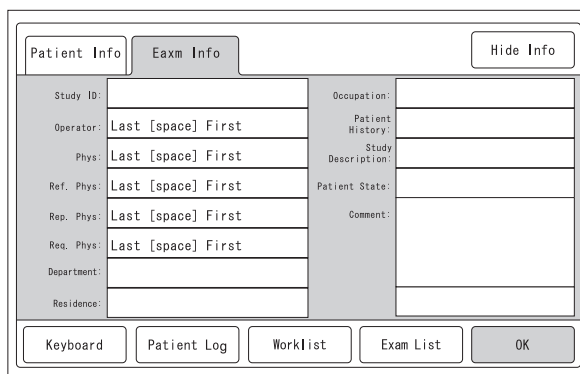 Patient Info
Eaxm Info
Hide Info
Study ID:
Operator: Last [space] First
Phys: Last [space] First
Ref. Phys: Last [space] First
Rep. Phys: Last [space] First
Req. Phys: Last [space] First
Department:
Residence:
Occupation:
Patient
History:
Study
Description:
Patient State:
Comment:
Keyboard
Patient Log
Worklist
Exam List
OK